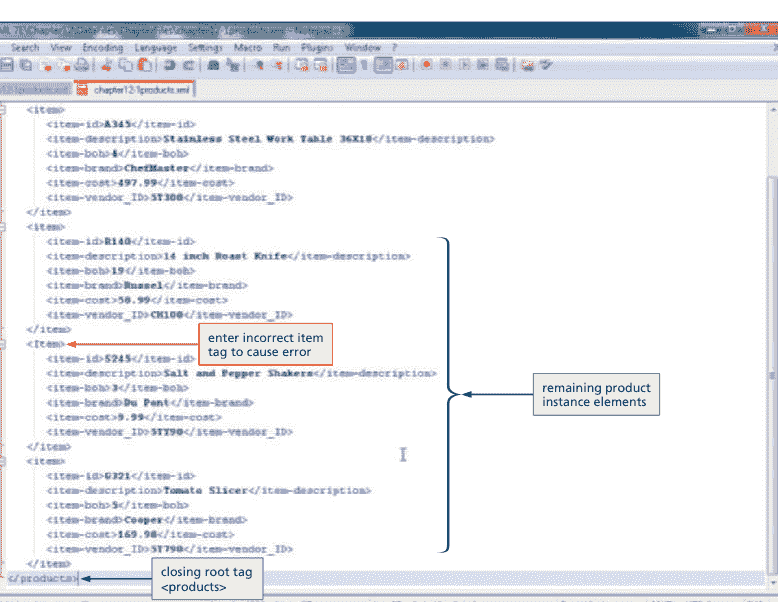 Search View Encoding Language Settings Macro Run Plugins Window ?
chapter12-1products.xml
<item>
<item-id>A345</item-id>
<item-description>Stainless Steel Work Table 36X18</item-description>
<item-boh>4</item-boh>
<item-brand>ChefMaster</item-brand>
<item-cost>497.99</item-cost>
<item-vendor_ID>ST300</item-vendor_ID>
</item>
<item>
<item-id>R140</item-id>
<item-description>14 inch Roast Knife</item-description>
<item-boh>19</item-boh>
<item-brand>Russel</item-brand>
<item-cost>58.99</item-cost>
<item-vendor_ID>CH100</item-vendor_ID>
</item>
<Item>
enter incorrect item
tag to cause error
<item-id>S245</item-id>
<item-description>Salt and Pepper Shakers</item-description>
<item-boh>3</item-boh>
<item-brand>Du Pont</item-brand>
<item-cost>9.99</item-cost>
<item-vendor_ID>STY90</item-vendor_ID>
</item>
remaining product
instance elements
<item>
<item-id>G321</item-id>
<item-description>Tomato Slicer</item-description>
<item-boh>5</item-boh>
<item-brand>Cooper</item-brand>
<item-cost>169.98</item-cost>
<item-vendor_ID>ST790</item-vendor_ID>
</item>
</products>
closing root tag
<products>